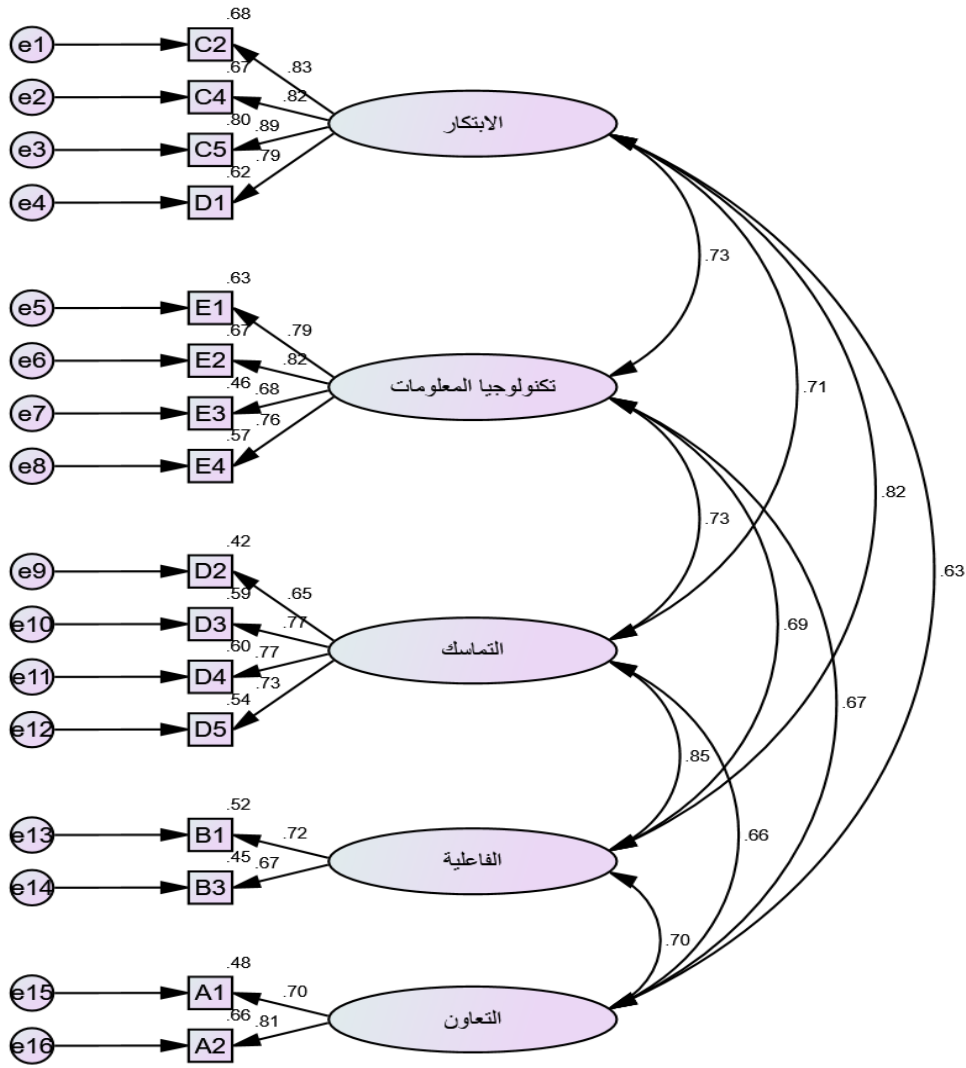 .68
e1 C2
.83
.67
e2 C4
.82
.80
.89
e3 C5
.79
.62
e4 D1
الابتكار
.73
.63
e5 E1
.79
.67
e6 E2
.82
.46
.68
e7 E3
.76
.57
e8 E4
تكنولوجيا المعلومات
.71
.82
.73
.63
.42
e9 D2
.65
.59
e10 D3
.77
.60
.77
e11 D4
.73
.54
e12 D5
التماسك
.69
.67
.85
.66
.52
e13 B1
.72
.45
.67
e14 B3
الفاعلية
.70
.48
e15 A1
.70
.66
.81
e16 A2
التعاون